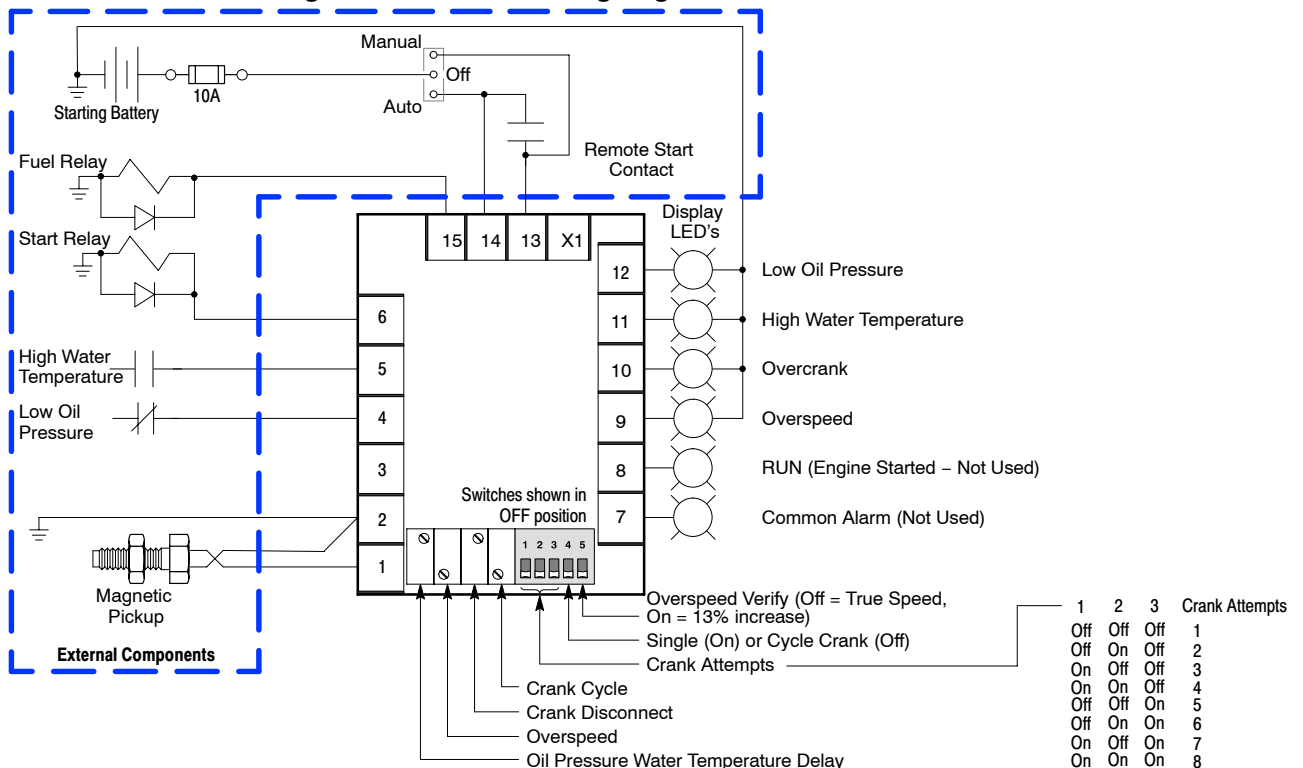 Manual
Off
Auto
10A
Starting Battery
Remote Start
Contact
Fuel Relay
Start Relay
High Water
Temperature
Low Oil
Pressure
Magnetic
Pickup
External Components
15 14 13 X1
Display
LED's
6
5
4
3
2
1
12
11
10
9
8
7
Low Oil Pressure
High Water Temperature
Overcrank
Overspeed
RUN (Engine Started – Not Used)
Common Alarm (Not Used)
Switches shown in
OFF position
1 2 3 4 5
Overspeed Verify (Off = True Speed,
On = 13% increase)
Single (On) or Cycle Crank (Off)
Crank Attempts
Crank Cycle
Crank Disconnect
Overspeed
Oil Pressure Water Temperature Delay
1 2 3 Crank Attempts
Off Off Off 1
Off On Off 2
On Off Off 3
On On Off 4
Off Off On 5
Off On On 6
On Off On 7
On On On 8